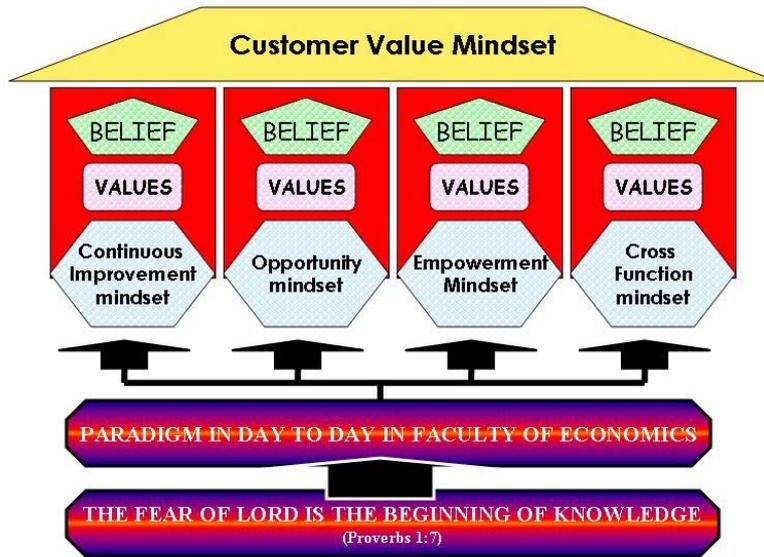 Customer Value Mindset
BELIEF
BELIEF
BELIEF
BELIEF
VALUES
VALUES
VALUES
VALUES
Continuous
Improvement
mindset
Opportunity
mindset
Empowerment
Mindset
Cross
Function
mindset
PARADIGM IN DAY TO DAY IN FACULTY OF ECONOMICS
THE FEAR OF LORD IS THE BEGINNING OF KNOWLEDGE
(Proverbs 1:7)